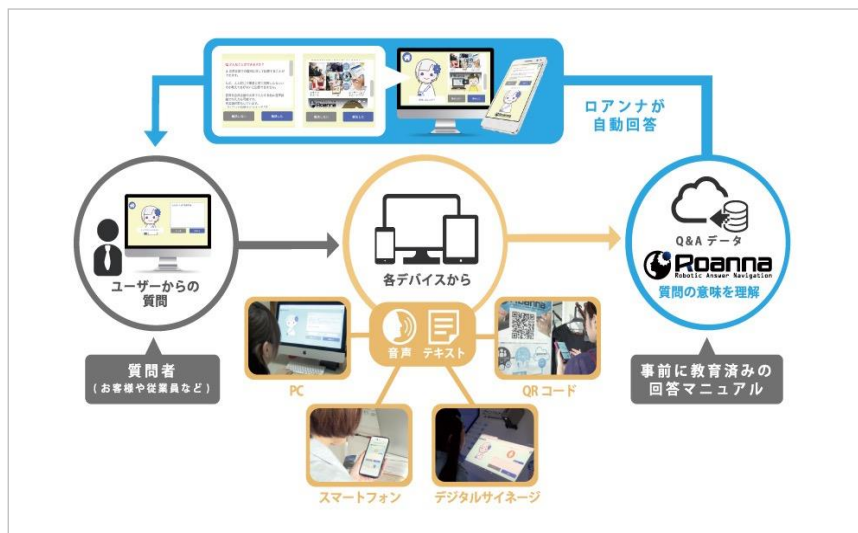 ロアンナが
自動回答
ユーザーからの
質問
各デバイスから
Q&A データ
Roanna
Robotic Answer Navigation
質問の意味を理解
音声
テキスト
質問者
(お客様や従業員など)
PC
QRコード
事前に教育済みの
回答マニュアル
スマートフォン
デジタルサイネージ